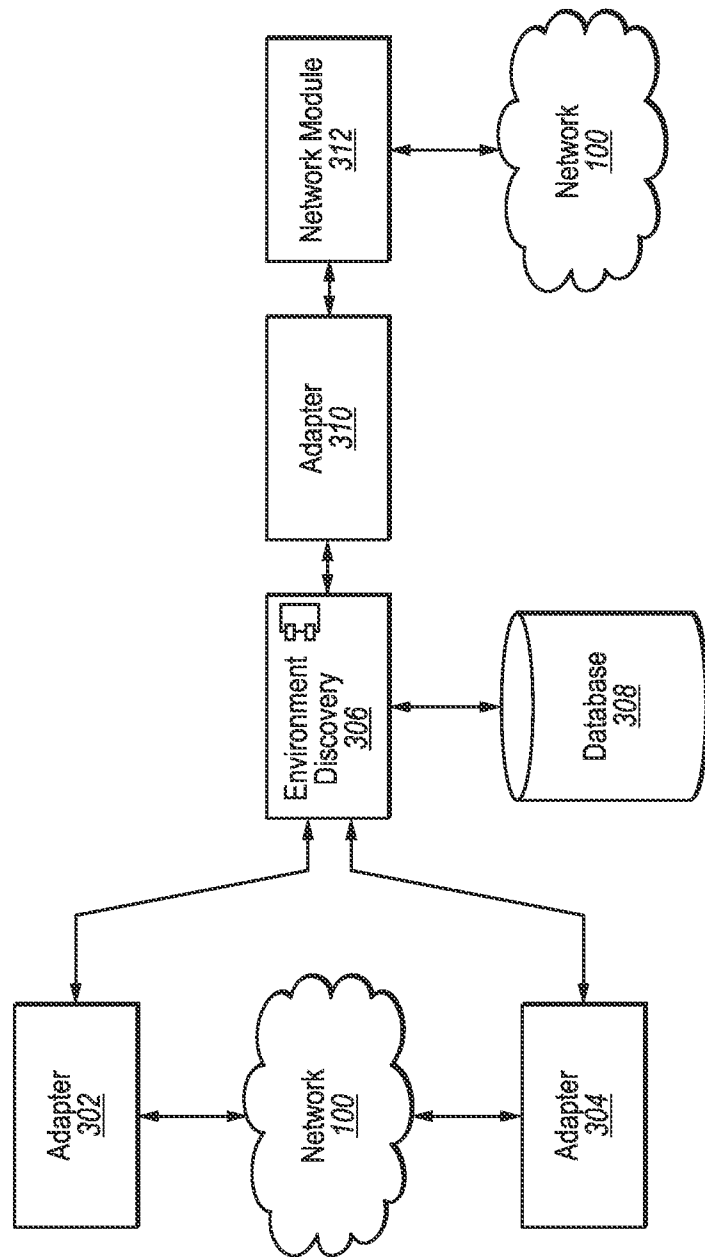 Adapter
302
Network
100
Adapter
304
Environment
Discovery
306
Database
308
Adapter
310
Network Module
312
Network
100